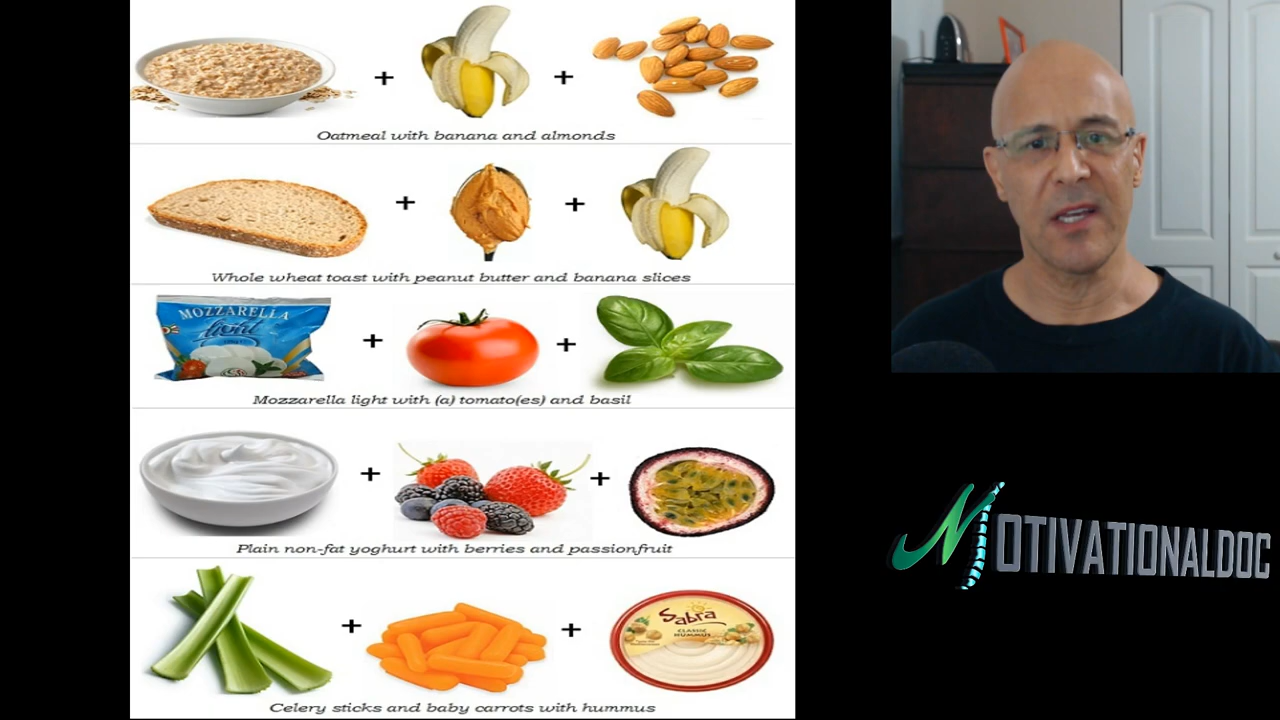 + +
Oatmeal with banana and almonds
+ +
Whole wheat toast with peanut butter and banana slices
MOZZARELLA
light
+ +
Mozzarella light with (a) tomato(es) and basil
+ +
Plain non-fat yoghurt with berries and passionfruit
+ +
Sabra
CLASSIC
HUMMUS
Celery sticks and baby carrots with hummus
MOTIVATIONALDOC